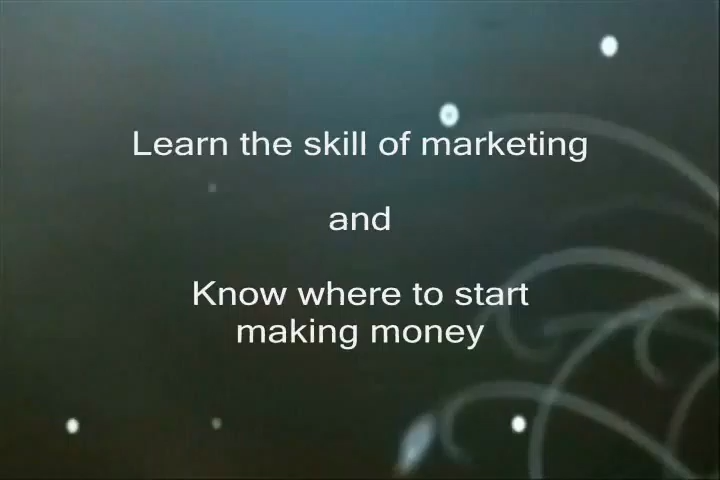 Learn the skill of marketing
and
Know where to start
making money